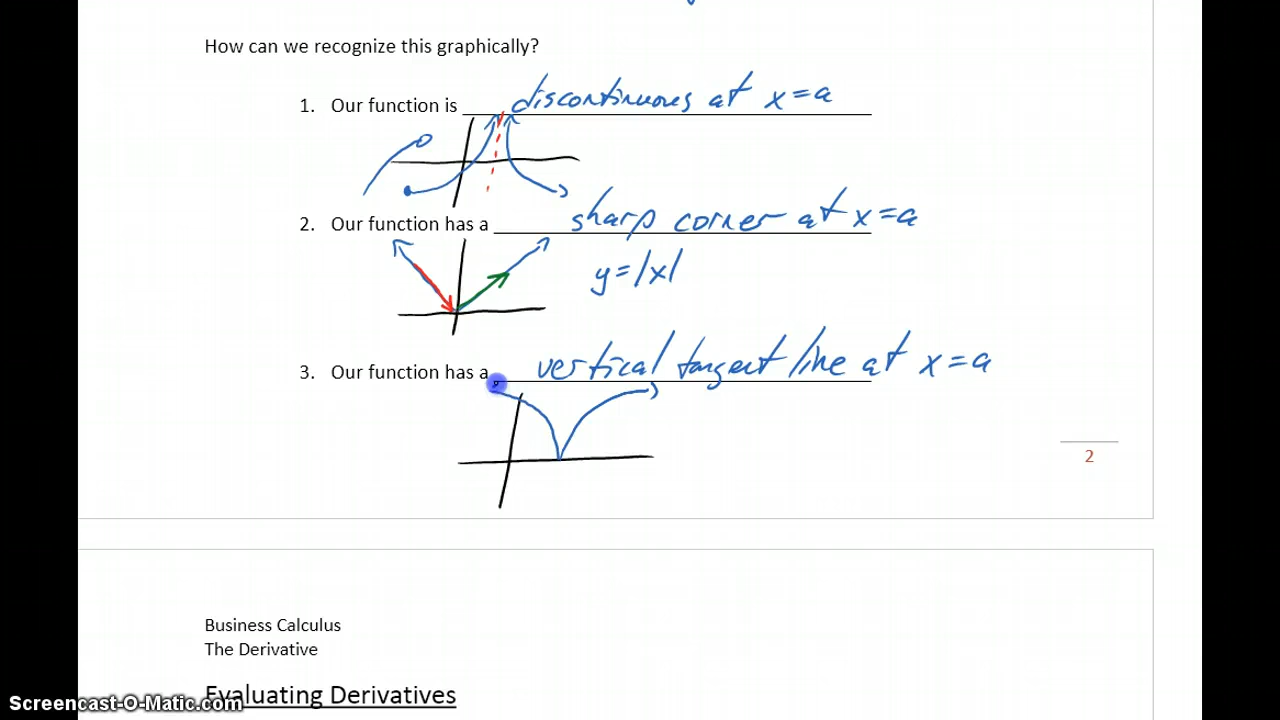 How can we recognize this graphically?
1. Our function is discontinuous at x=a
2. Our function has a sharp corner at x=a
y=|x|
3. Our function has a vertical tangent line at x=a
2
Business Calculus
The Derivative
Evaluating Derivatives
Screencast-O-Matic.com